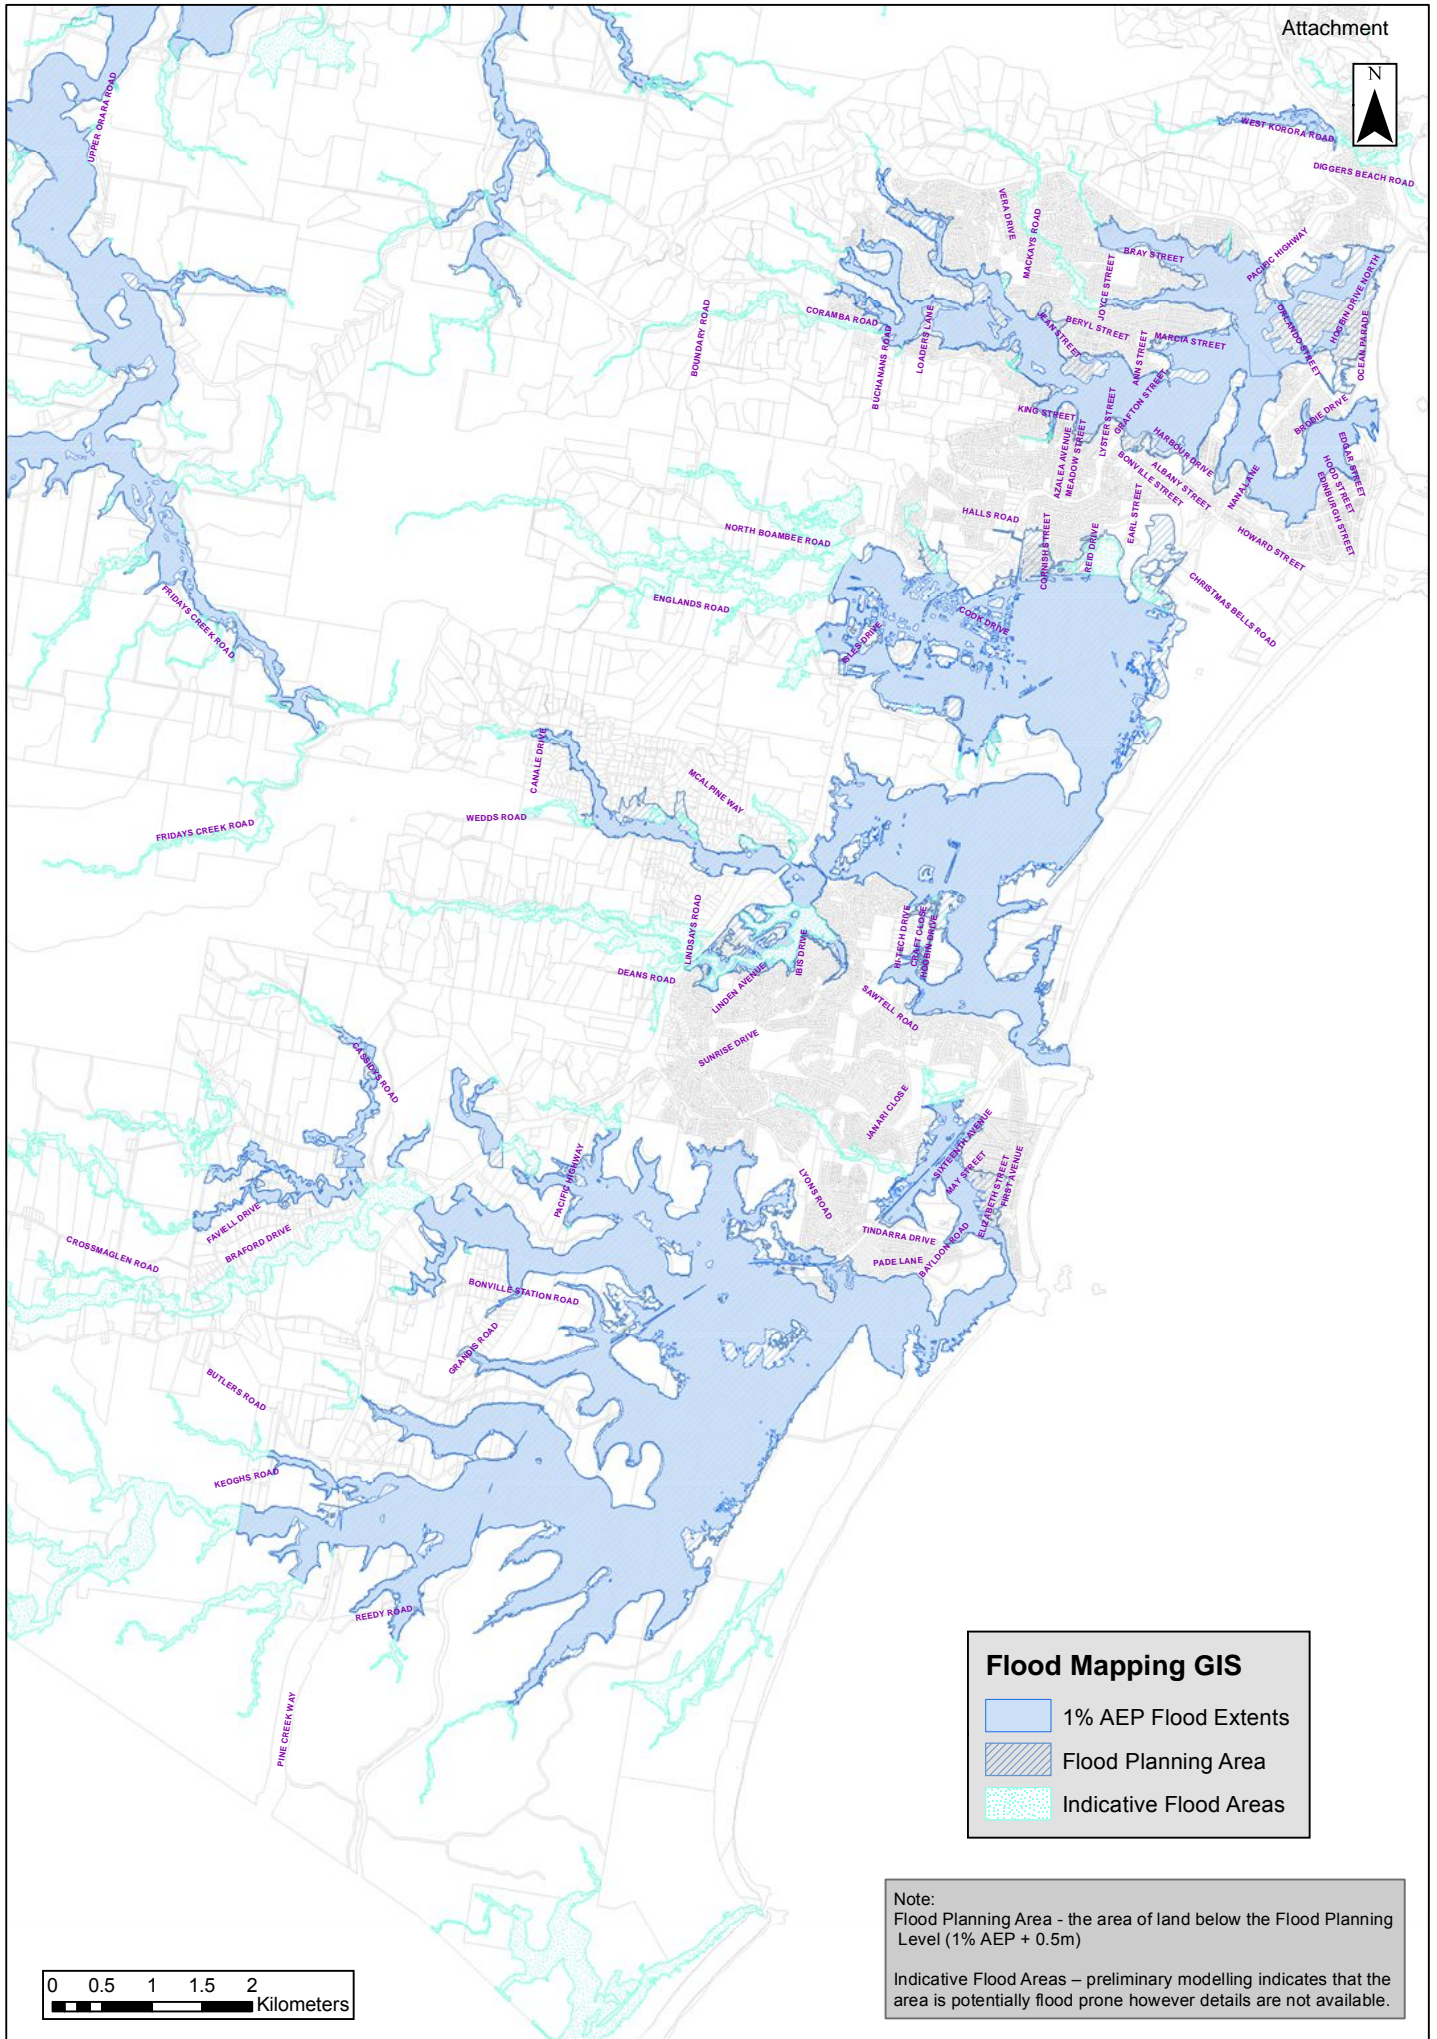 Attachment
N
UPPER ORARA ROAD
WEST KORORA ROAD
DIGGERS BEACH ROAD
VERA DRIVE
MACKAYS ROAD
BRAY STREET
PACIFIC HIGHWAY
JOYCE STREET
HOGBIN DRIVE NORTH
BOUNDARY ROAD
CORAMBA ROAD
BUCHANANS ROAD
LOADERS LANE
JEAN STREET
BERYL STREET
ANN STREET
MARCIA STREET
ORLANDO STREET
OCEAN PARADE
KING STREET
AZALEA AVENUE
MEADOW STREET
LYSTER STREET
GRAFTON STREET
HARBOUR DRIVE
ALBANY STREET
BONVILLE STREET
NANA LANE
BRODIE DRIVE
EDGAR STREET
HOOD STREET
EDINBURGH STREET
HALLS ROAD
NORTH BOAMBEE ROAD
CORNISH STREET
REID DRIVE
EARL STREET
HOWARD STREET
CHRISTMAS BELLS ROAD
ENGLANDS ROAD
ISLES DRIVE
COOK DRIVE
FRIDAYS CREEK ROAD
CANALE DRIVE
MCALPINE WAY
WEDDS ROAD
FRIDAYS CREEK ROAD
LINDSAYS ROAD
DEANS ROAD
LINDEN AVENUE
IBIS DRIVE
HI-TECH DRIVE
CRAFT CLOSE
HOGBIN DRIVE
SAWTELL ROAD
SUNRISE DRIVE
CASSIDYS ROAD
JANARI CLOSE
PACIFIC HIGHWAY
LYONS ROAD
SIXTEENTH AVENUE
MAY STREET
ELIZABETH STREET
FIRST AVENUE
FAVIELL DRIVE
BRAFORD DRIVE
CROSSMAGLEN ROAD
TINDARRA DRIVE
PADE LANE
BAYLDON ROAD
BONVILLE STATION ROAD
GRANDIS ROAD
BUTLERS ROAD
KEOGHS ROAD
REEDY ROAD
PINE CREEK WAY
Flood Mapping GIS
1% AEP Flood Extents
Flood Planning Area
Indicative Flood Areas
Note:
Flood Planning Area - the area of land below the Flood Planning
Level (1% AEP + 0.5m)
Indicative Flood Areas – preliminary modelling indicates that the
area is potentially flood prone however details are not available.
0 0.5 1 1.5 2
Kilometers